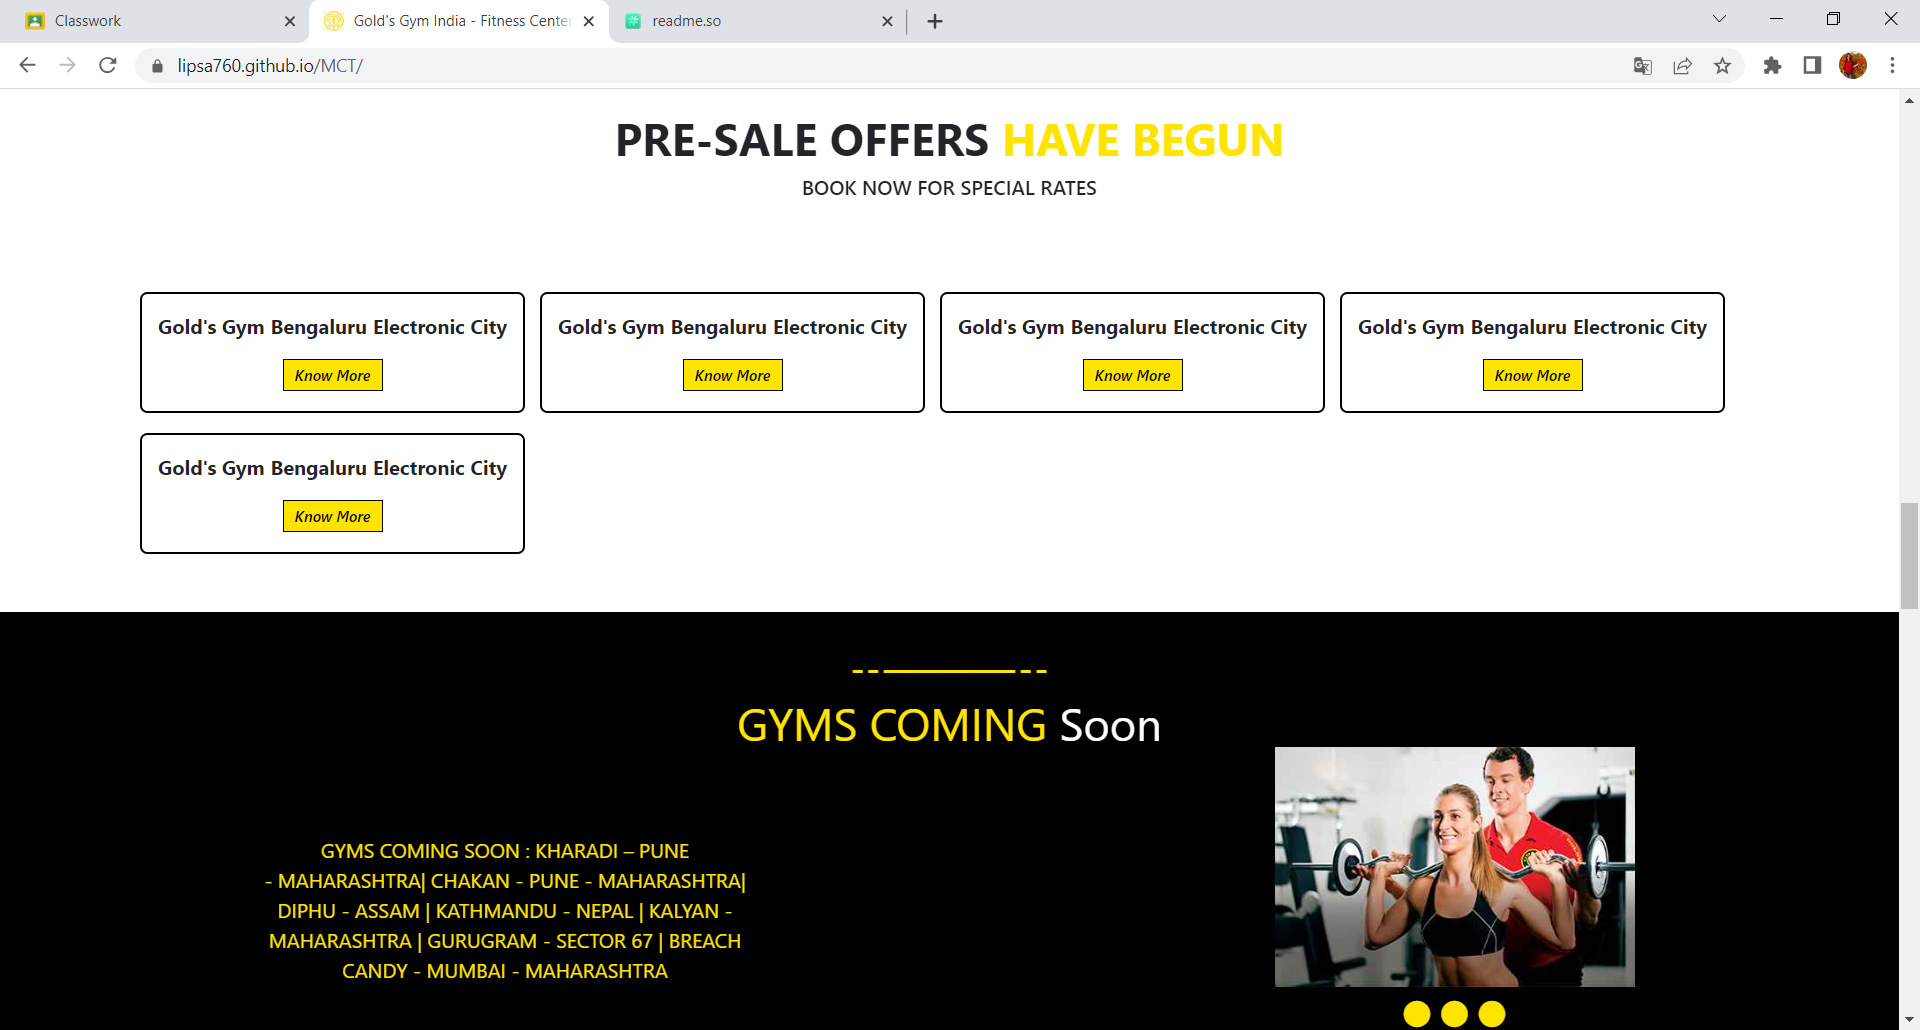 Classwork
Gold's Gym India - Fitness Cente
readme.so
lipsa760.github.io/MCT/
PRE-SALE OFFERS HAVE BEGUN
BOOK NOW FOR SPECIAL RATES
Gold's Gym Bengaluru Electronic City
Know More
Gold's Gym Bengaluru Electronic City
Know More
Gold's Gym Bengaluru Electronic City
Know More
Gold's Gym Bengaluru Electronic City
Know More
Gold's Gym Bengaluru Electronic City
Know More
GYMS COMING Soon
GYMS COMING SOON : KHARADI – PUNE
- MAHARASHTRA| CHAKAN - PUNE - MAHARASHTRA|
DIPHU - ASSAM | KATHMANDU - NEPAL | KALYAN -
MAHARASHTRA | GURUGRAM - SECTOR 67 | BREACH
CANDY - MUMBAI - MAHARASHTRA